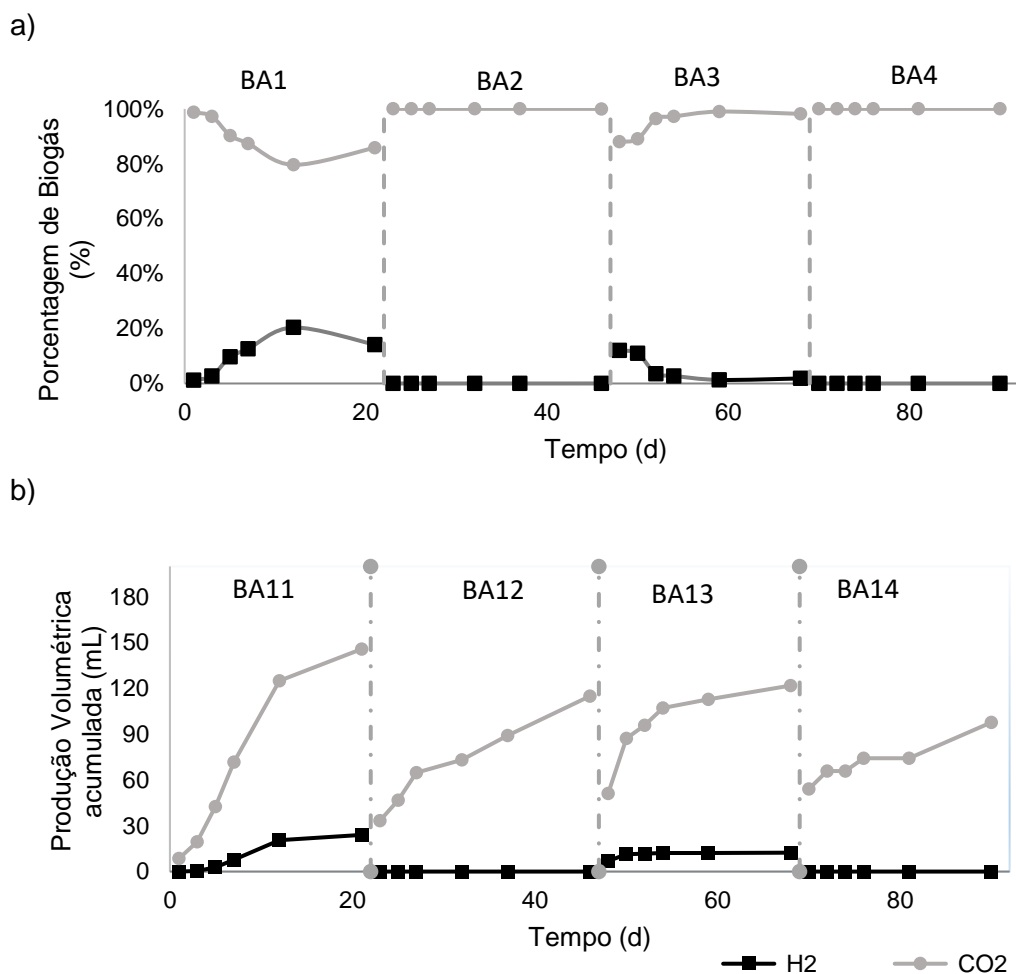 a)
BA1 BA2 BA3 BA4
100%
80%
60%
40%
20%
0%
Porcentagem de Biogás
(%)
0 20 40 60 80
Tempo (d)
b)
BA11 BA12 BA13 BA14
180
150
120
90
60
30
0
Produção Volumétrica
acumulada (mL)
0 20 40 60 80
Tempo (d)
H2 CO2